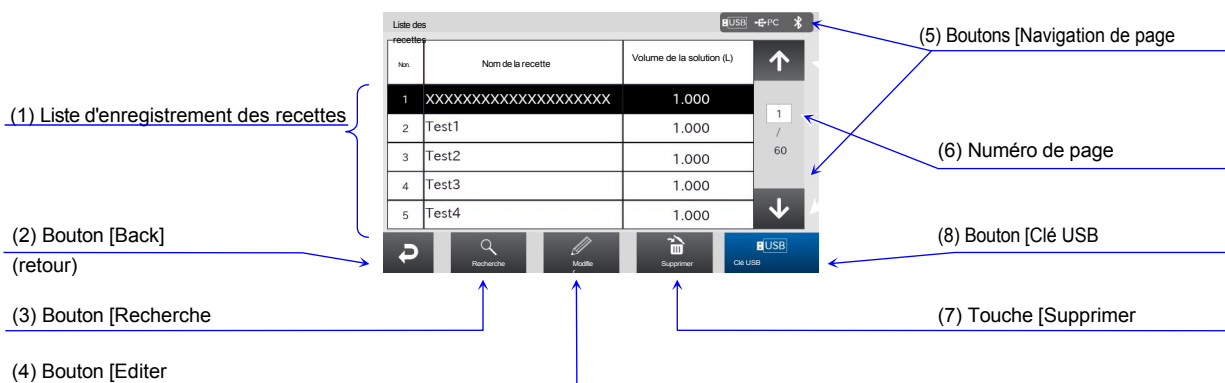 Liste des
recettes
USB PC
Non.
Nom de la recette
Volume de la solution (L)
1 XXXXXXXXXXXXXXXXXXXX 1.000
2 Test1 1.000
3 Test2 1.000
4 Test3 1.000
5 Test4 1.000
1
/
60
Recherche
Modifie
r
Supprimer
USB
Clé USB
(1) Liste d'enregistrement des recettes
(2) Bouton [Back]
(retour)
(3) Bouton [Recherche
(4) Bouton [Editer
(5) Boutons [Navigation de page
(6) Numéro de page
(8) Bouton [Clé USB
(7) Touche [Supprimer